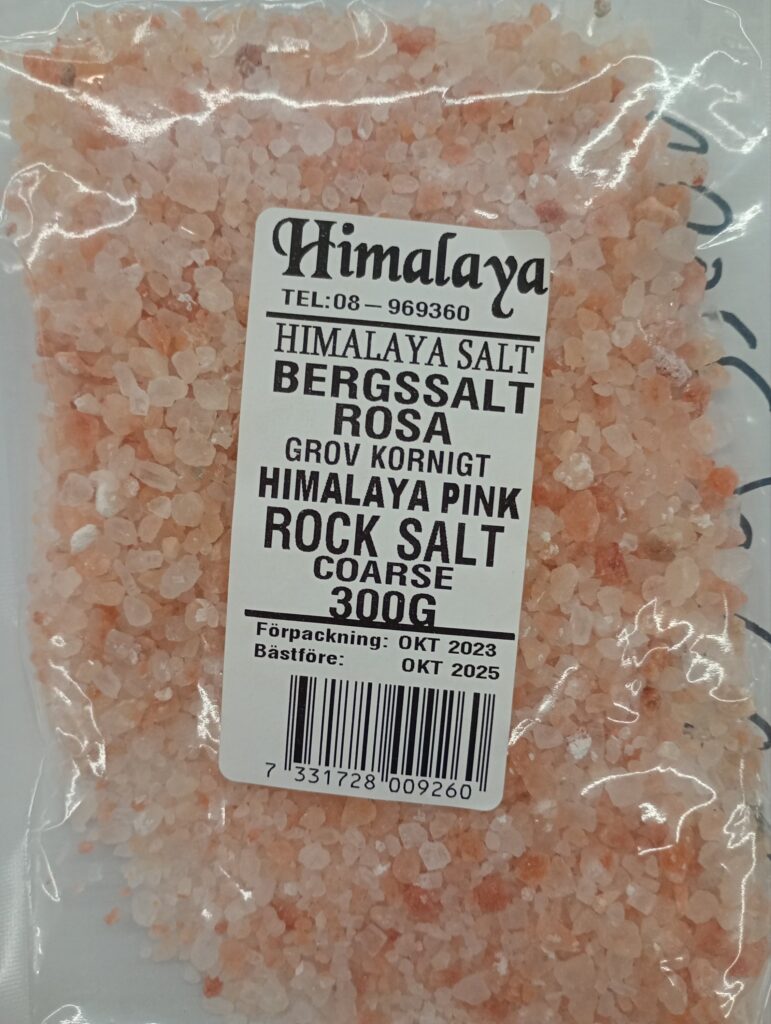 Himalaya
TEL:08 – 969360
HIMALAYA SALT
BERGSSALT
ROSA
GROV KORNIGT
HIMALAYA PINK
ROCK SALT
COARSE
300G
Förpackning: OKT 2023
Bästföre: OKT 2025
7 331728 009260